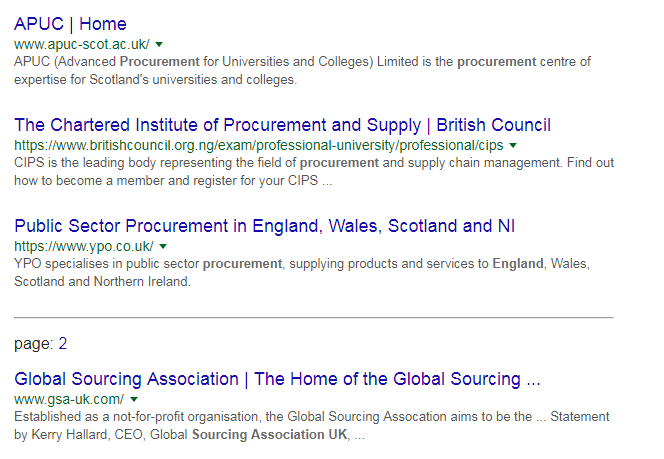 APUC | Home
www.apuc-scot.ac.uk/
APUC (Advanced Procurement for Universities and Colleges) Limited is the procurement centre of
expertise for Scotland's universities and colleges.
The Chartered Institute of Procurement and Supply | British Council
https://www.britishcouncil.org.ng/exam/professional-university/professional/cips
CIPS is the leading body representing the field of procurement and supply chain management. Find out
how to become a member and register for your CIPS ...
Public Sector Procurement in England, Wales, Scotland and NI
https://www.ypo.co.uk/
YPO specialises in public sector procurement, supplying products and services to England, Wales,
Scotland and Northern Ireland.
page: 2
Global Sourcing Association | The Home of the Global Sourcing ...
www.gsa-uk.com/
Established as a not-for-profit organisation, the Global Sourcing Assocation aims to be the ... Statement
by Kerry Hallard, CEO, Global Sourcing Association UK, ...